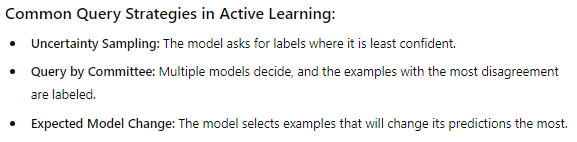 Common Query Strategies in Active Learning:
• Uncertainty Sampling: The model asks for labels where it is least confident.
• Query by Committee: Multiple models decide, and the examples with the most disagreement
are labeled.
• Expected Model Change: The model selects examples that will change its predictions the most.